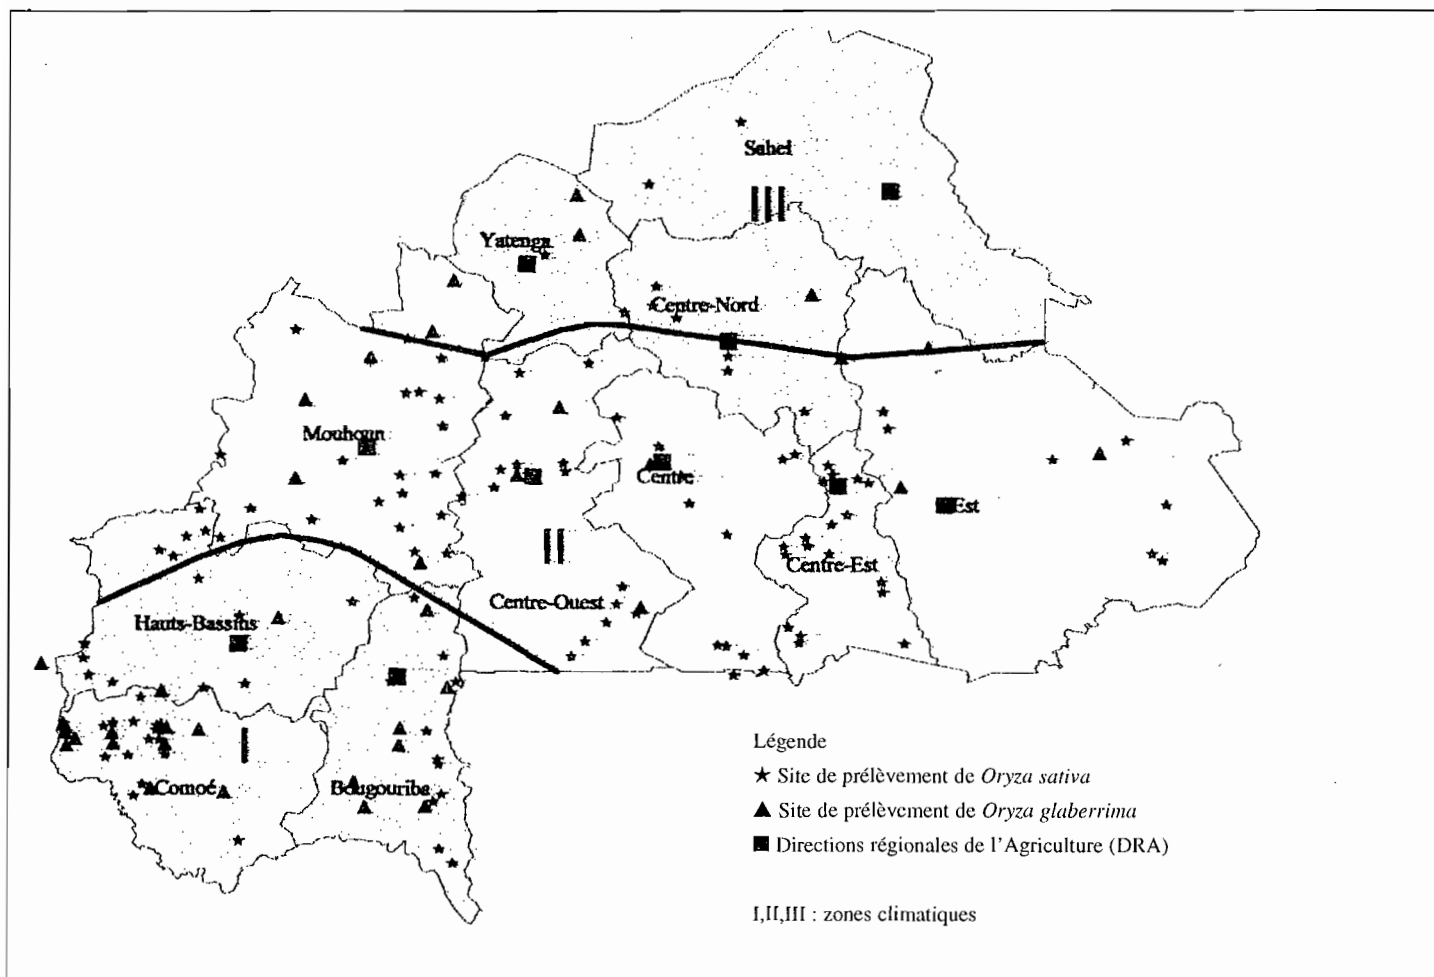 Sahel
III
Yatenga
Centre-Nord
Mouhoun
Centre
Est
II
Centre-Est
Centre-Ouest
Hauts-Bassins
I
Comoé
Bougouriba
Légende
Site de prélèvement de Oryza sativa
Site de prélèvement de Oryza glaberrima
Directions régionales de l'Agriculture (DRA)
I,II,III : zones climatiques